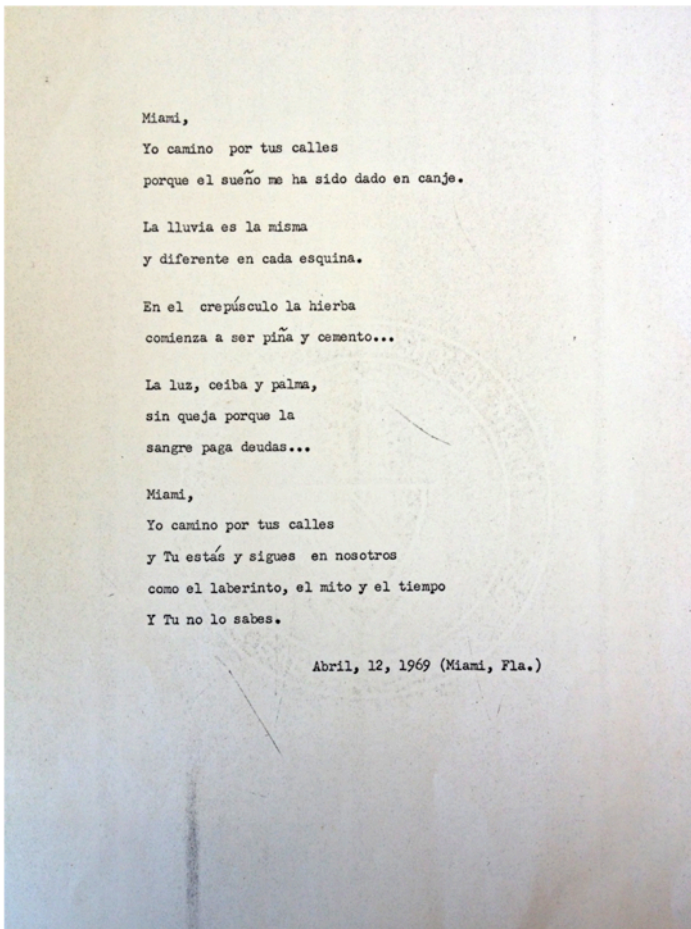 Miami,
Yo camino por tus calles
porque el sueño me ha sido dado en canje.
La lluvia es la misma
y diferente en cada esquina.
En el crepúsculo la hierba
comienza a ser piña y cemento...
La luz, ceiba y palma,
sin queja porque la
sangre paga deudas...
Miami,
Yo camino por tus calles
y Tu estás y sigues en nosotros
como el laberinto, el mito y el tiempo
Y Tu no lo sabes.
Abril, 12, 1969 (Miami, Fla.)